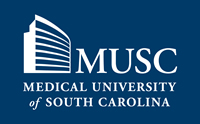 MUSC
MEDICAL UNIVERSITY
of SOUTH CAROLINA